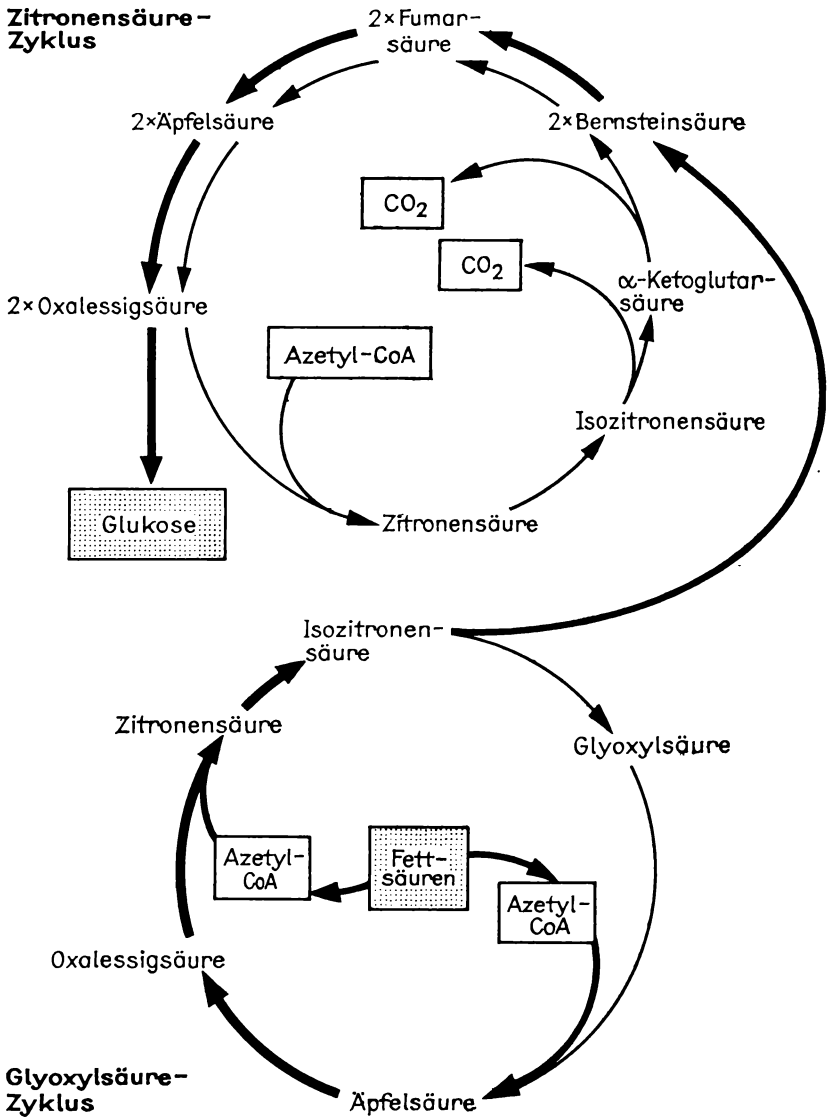 Zitronensäure-
Zyklus
2×Fumar-
säure
2×Äpfelsäure
2×Bernsteinsäure
CO₂
CO₂
α-Ketoglutar-
säure
2×Oxalessigsäure
Azetyl-CoA
Isozitronensäure
Glukose
Zitronensäure
Isozitronen-
säure
Zitronensäure
Glyoxylsäure
Azetyl-
CoA
Fett-
säuren
Azetyl-
CoA
Oxalessigsäure
Glyoxylsäure-
Zyklus
Äpfelsäure